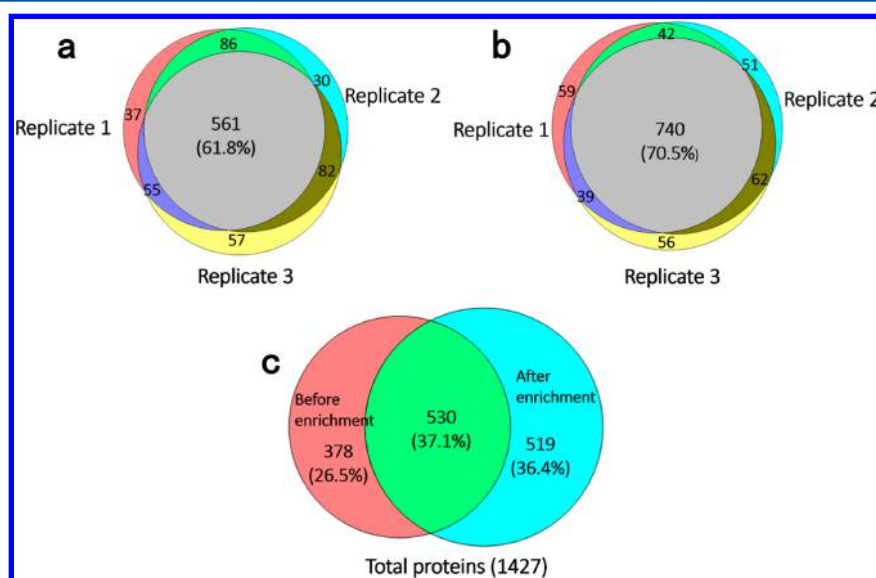 a
86
30
Replicate 2
37
Replicate 1
561
(61.8%)
82
55
57
Replicate 3
b
42
51
59
Replicate 2
Replicate 1
740
(70.5%)
62
39
56
Replicate 3
c
Before
enrichment
378
(26.5%)
530
(37.1%)
After
enrichment
519
(36.4%)
Total proteins (1427)